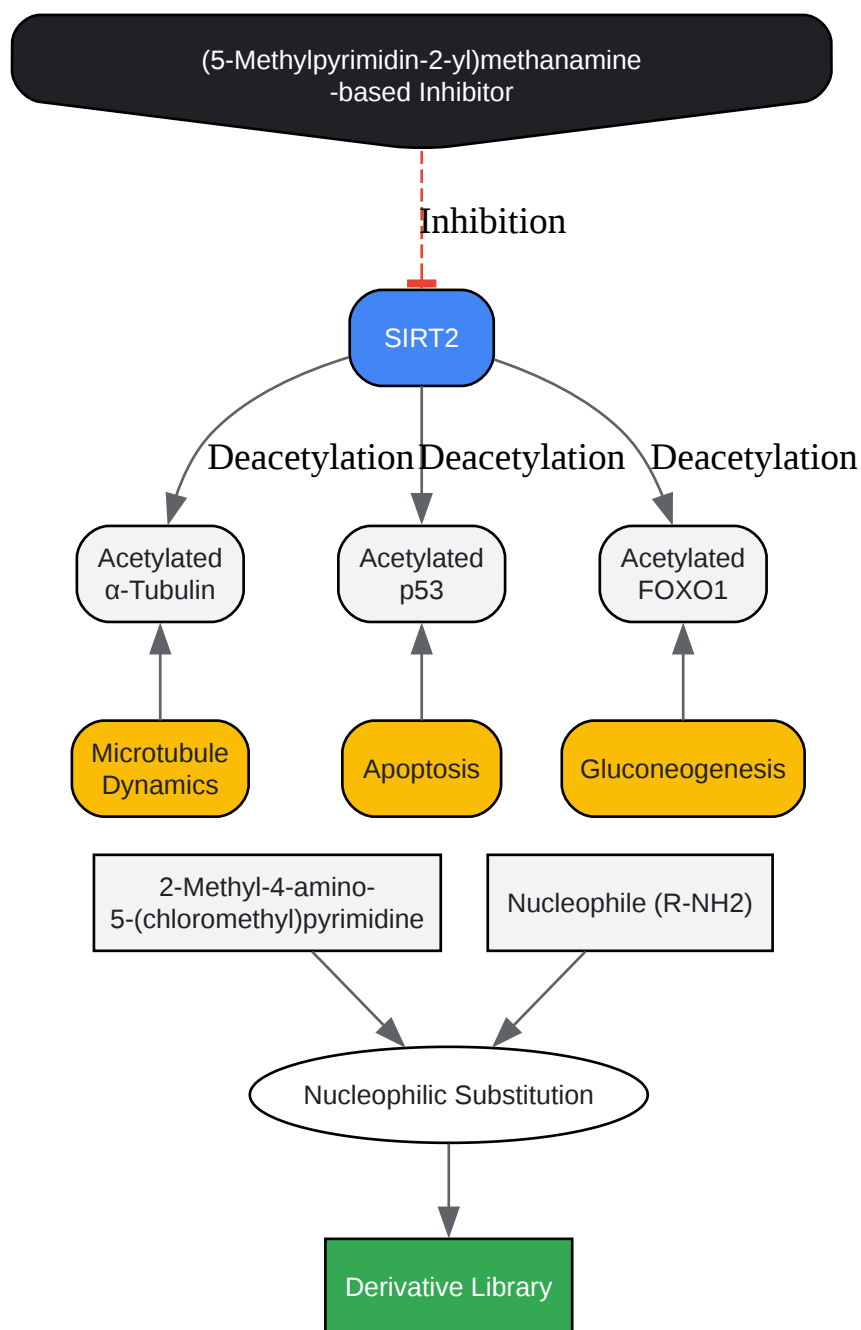 (5-Methylpyrimidin-2-yl)methanamine
-based Inhibitor
Inhibition
SIRT2
Deacetylation
Deacetylation
Deacetylation
Acetylated
α-Tubulin
Acetylated
p53
Acetylated
FOXO1
Microtubule
Dynamics
Apoptosis
Gluconeogenesis
2-Methyl-4-amino-
5-(chloromethyl)pyrimidine
Nucleophile (R-NH2)
Nucleophilic Substitution
Derivative Library